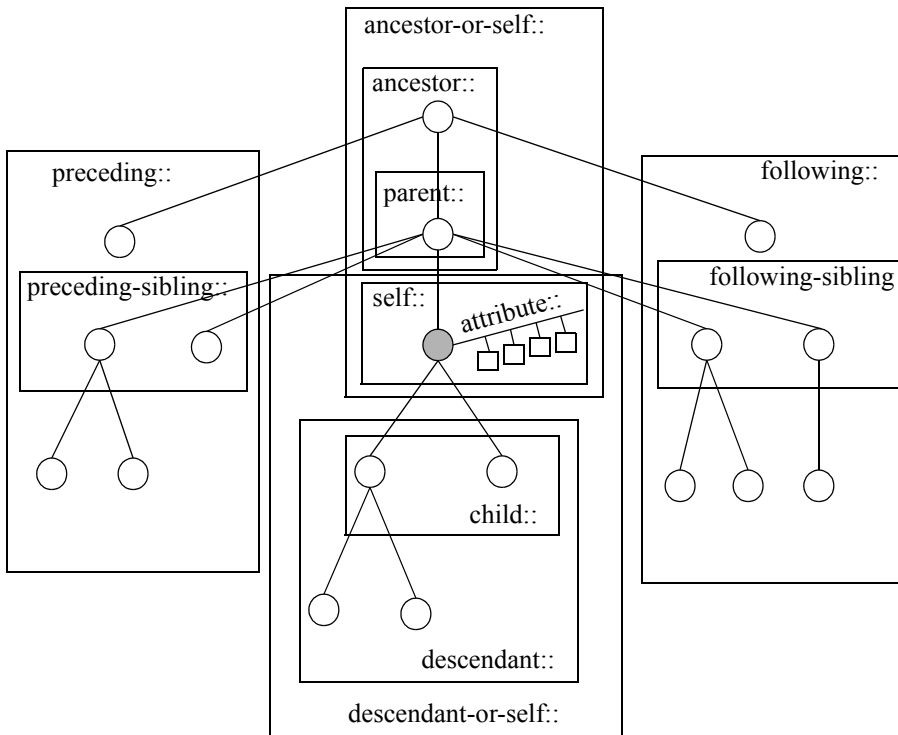 ancestor-or-self::
ancestor::
preceding::
following::
parent::
preceding-sibling::
following-sibling
self::
attribute::
child::
descendant::
descendant-or-self::